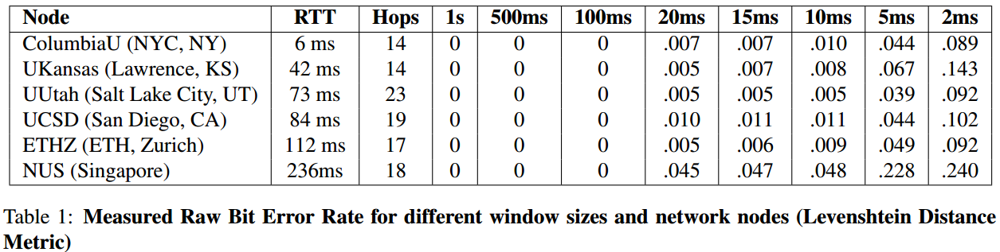 Node RTT Hops 1s 500ms 100ms 20ms 15ms 10ms 5ms 2ms
ColumbiaU (NYC, NY) 6 ms 14 0 0 0 .007 .007 .010 .044 .089
UKansas (Lawrence, KS) 42 ms 14 0 0 0 .005 .007 .008 .067 .143
UUtah (Salt Lake City, UT) 73 ms 23 0 0 0 .005 .005 .005 .039 .092
UCSD (San Diego, CA) 84 ms 19 0 0 0 .010 .011 .011 .044 .102
ETHZ (ETH, Zurich) 112 ms 17 0 0 0 .005 .006 .009 .049 .092
NUS (Singapore) 236ms 18 0 0 0 .045 .047 .048 .228 .240
Table 1: Measured Raw Bit Error Rate for different window sizes and network nodes (Levenshtein Distance
Metric)